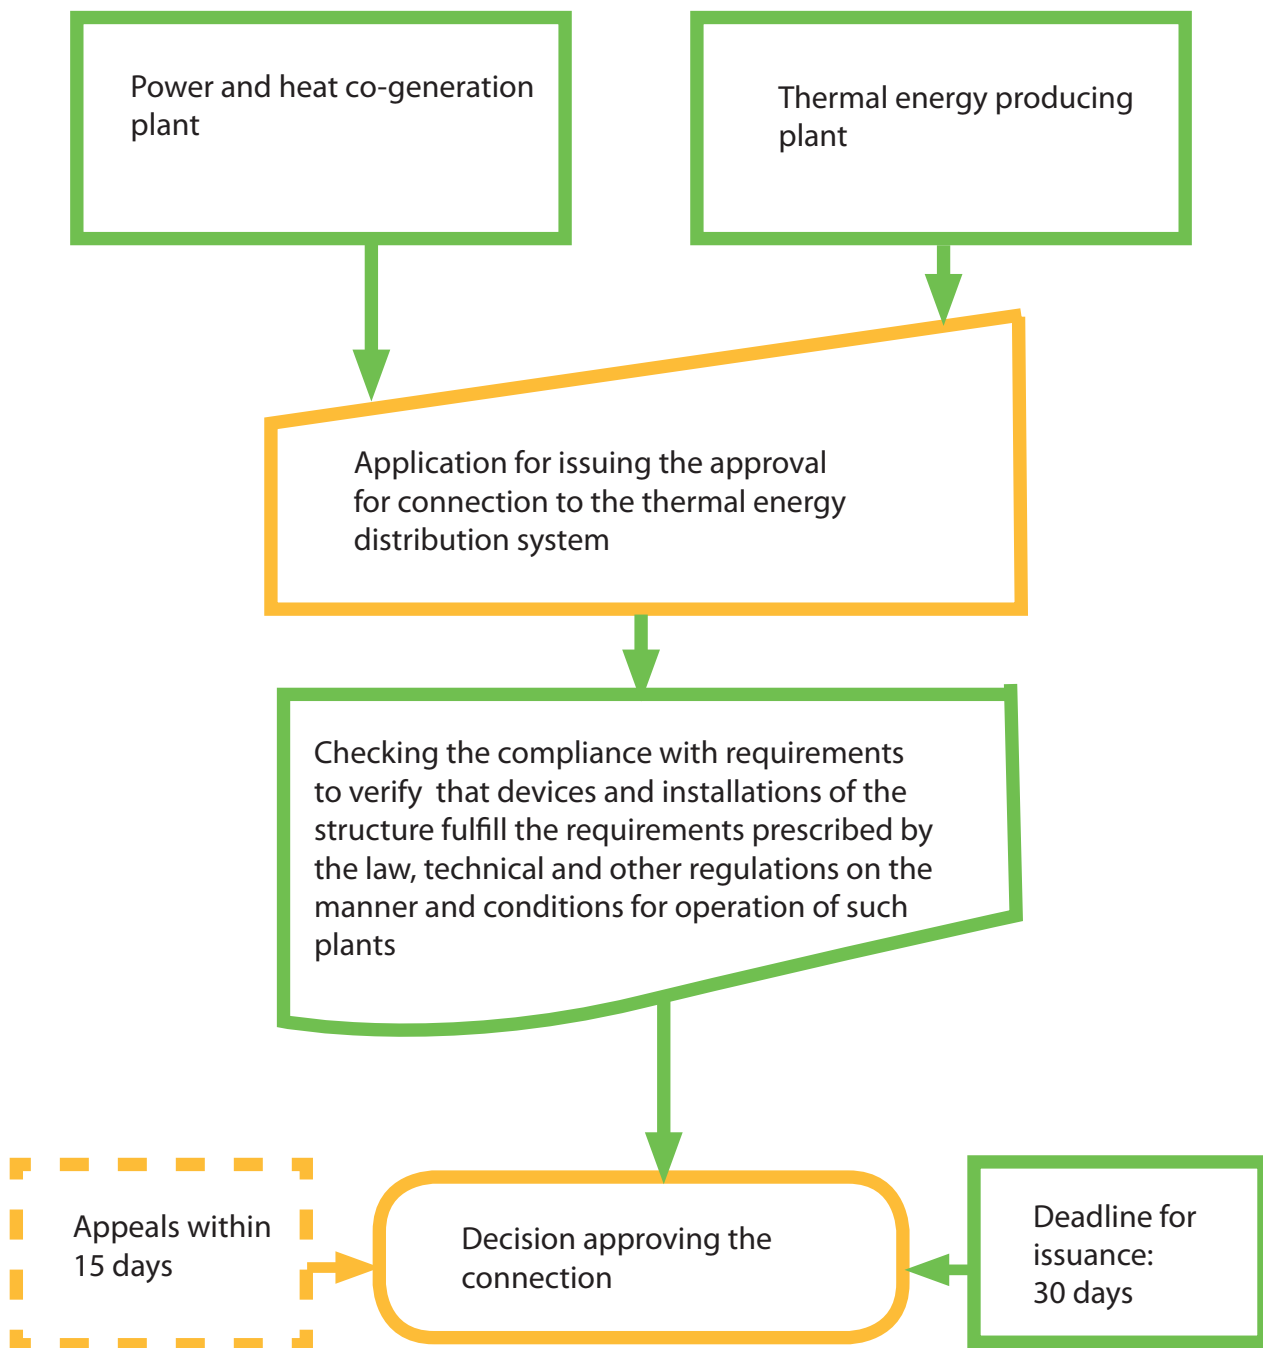 Power and heat co-generation
plant
Thermal energy producing
plant
Application for issuing the approval
for connection to the thermal energy
distribution system
Checking the compliance with requirements
to verify  that devices and installations of the
structure fulfill the requirements prescribed by
the law, technical and other regulations on the
manner and conditions for operation of such
plants
Appeals within
15 days
Decision approving the
connection
Deadline for
issuance:
30 days